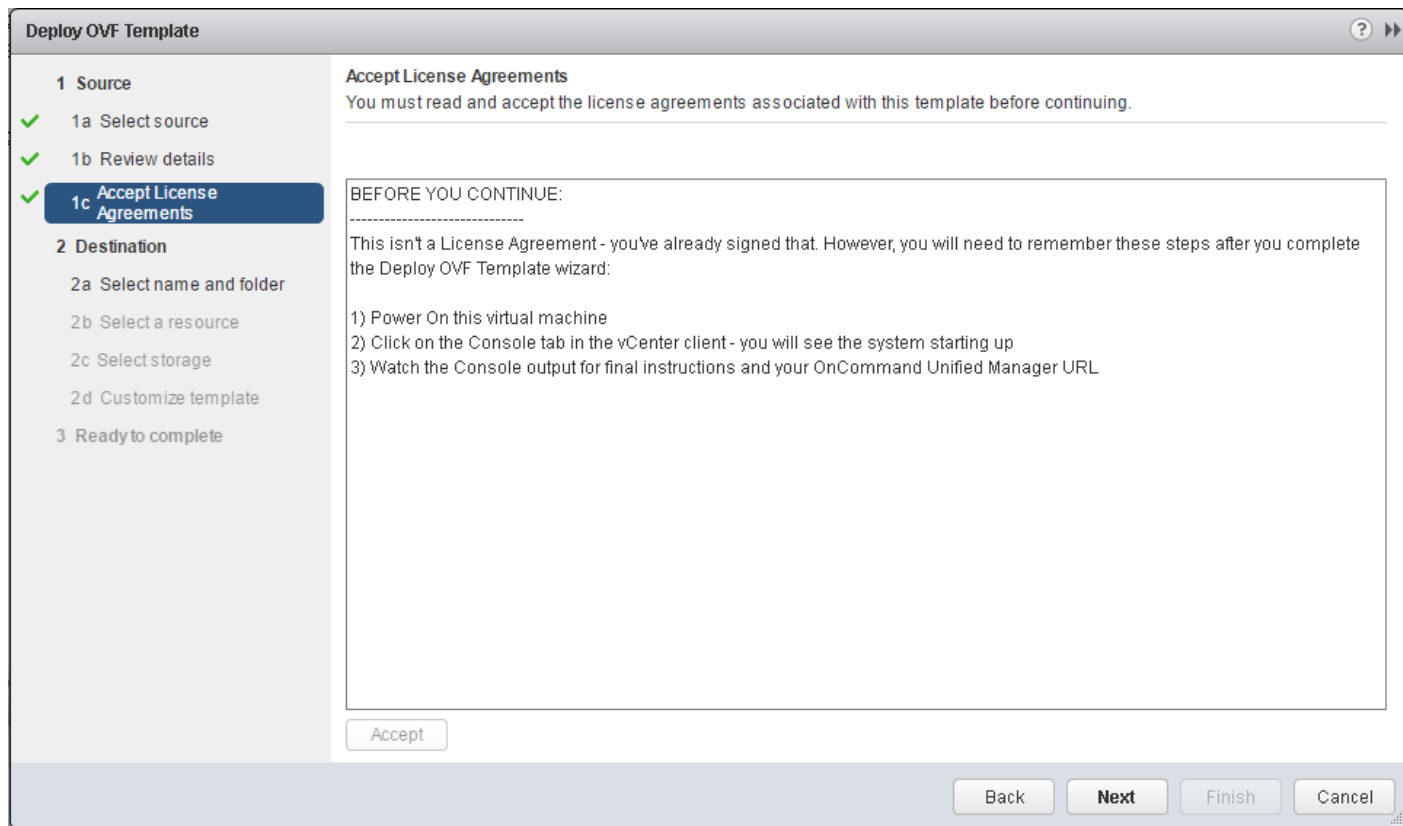 Deploy OVF Template
?
1 Source
1a Select source
1b Review details
1c Accept License
Agreements
2 Destination
2a Select name and folder
2b Select a resource
2c Select storage
2d Customize template
3 Ready to complete
Accept License Agreements
You must read and accept the license agreements associated with this template before continuing.
BEFORE YOU CONTINUE:
------------------------------
This isn't a License Agreement - you've already signed that. However, you will need to remember these steps after you complete
the Deploy OVF Template wizard:
1) Power On this virtual machine
2) Click on the Console tab in the vCenter client - you will see the system starting up
3) Watch the Console output for final instructions and your OnCommand Unified Manager URL
Accept
Back
Next
Finish
Cancel